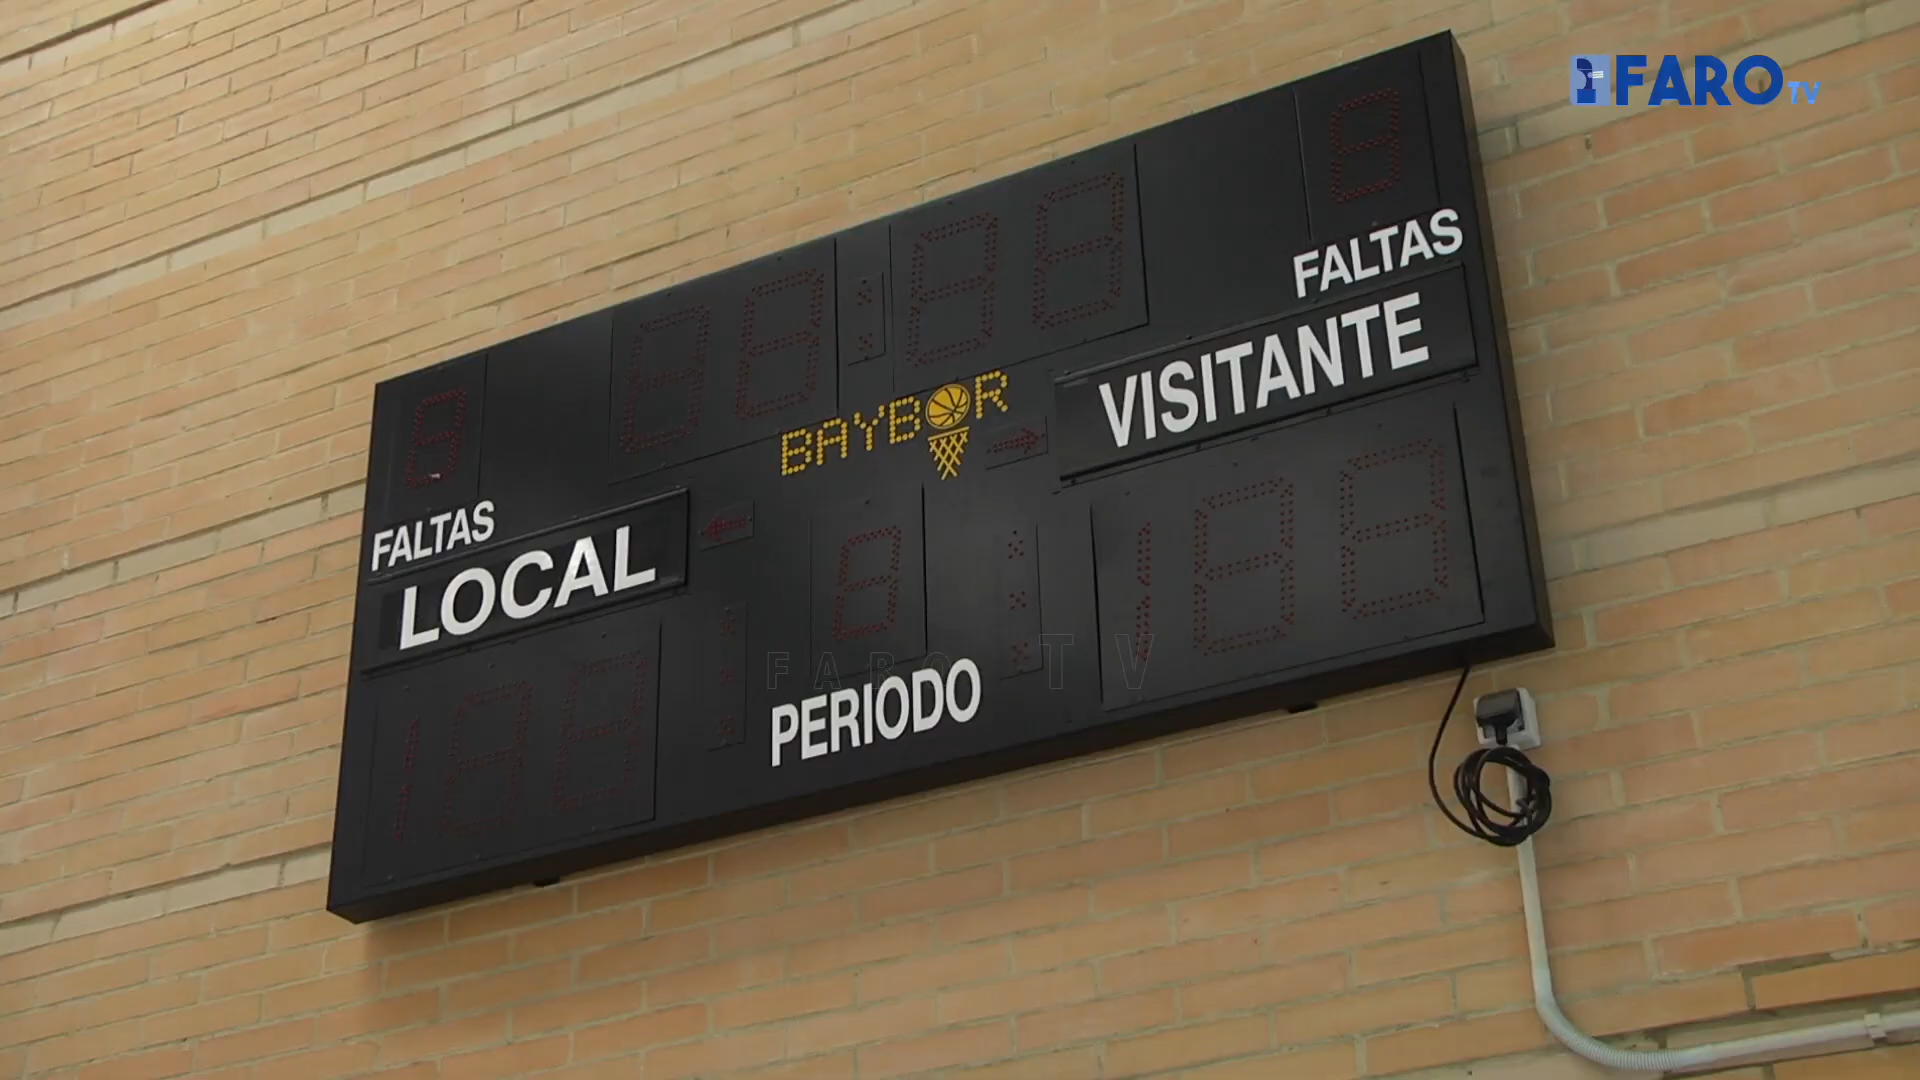 FARO TV
FALTAS
BAYBOR
VISITANTE
FALTAS
LOCAL
FARO TV
PERIODO